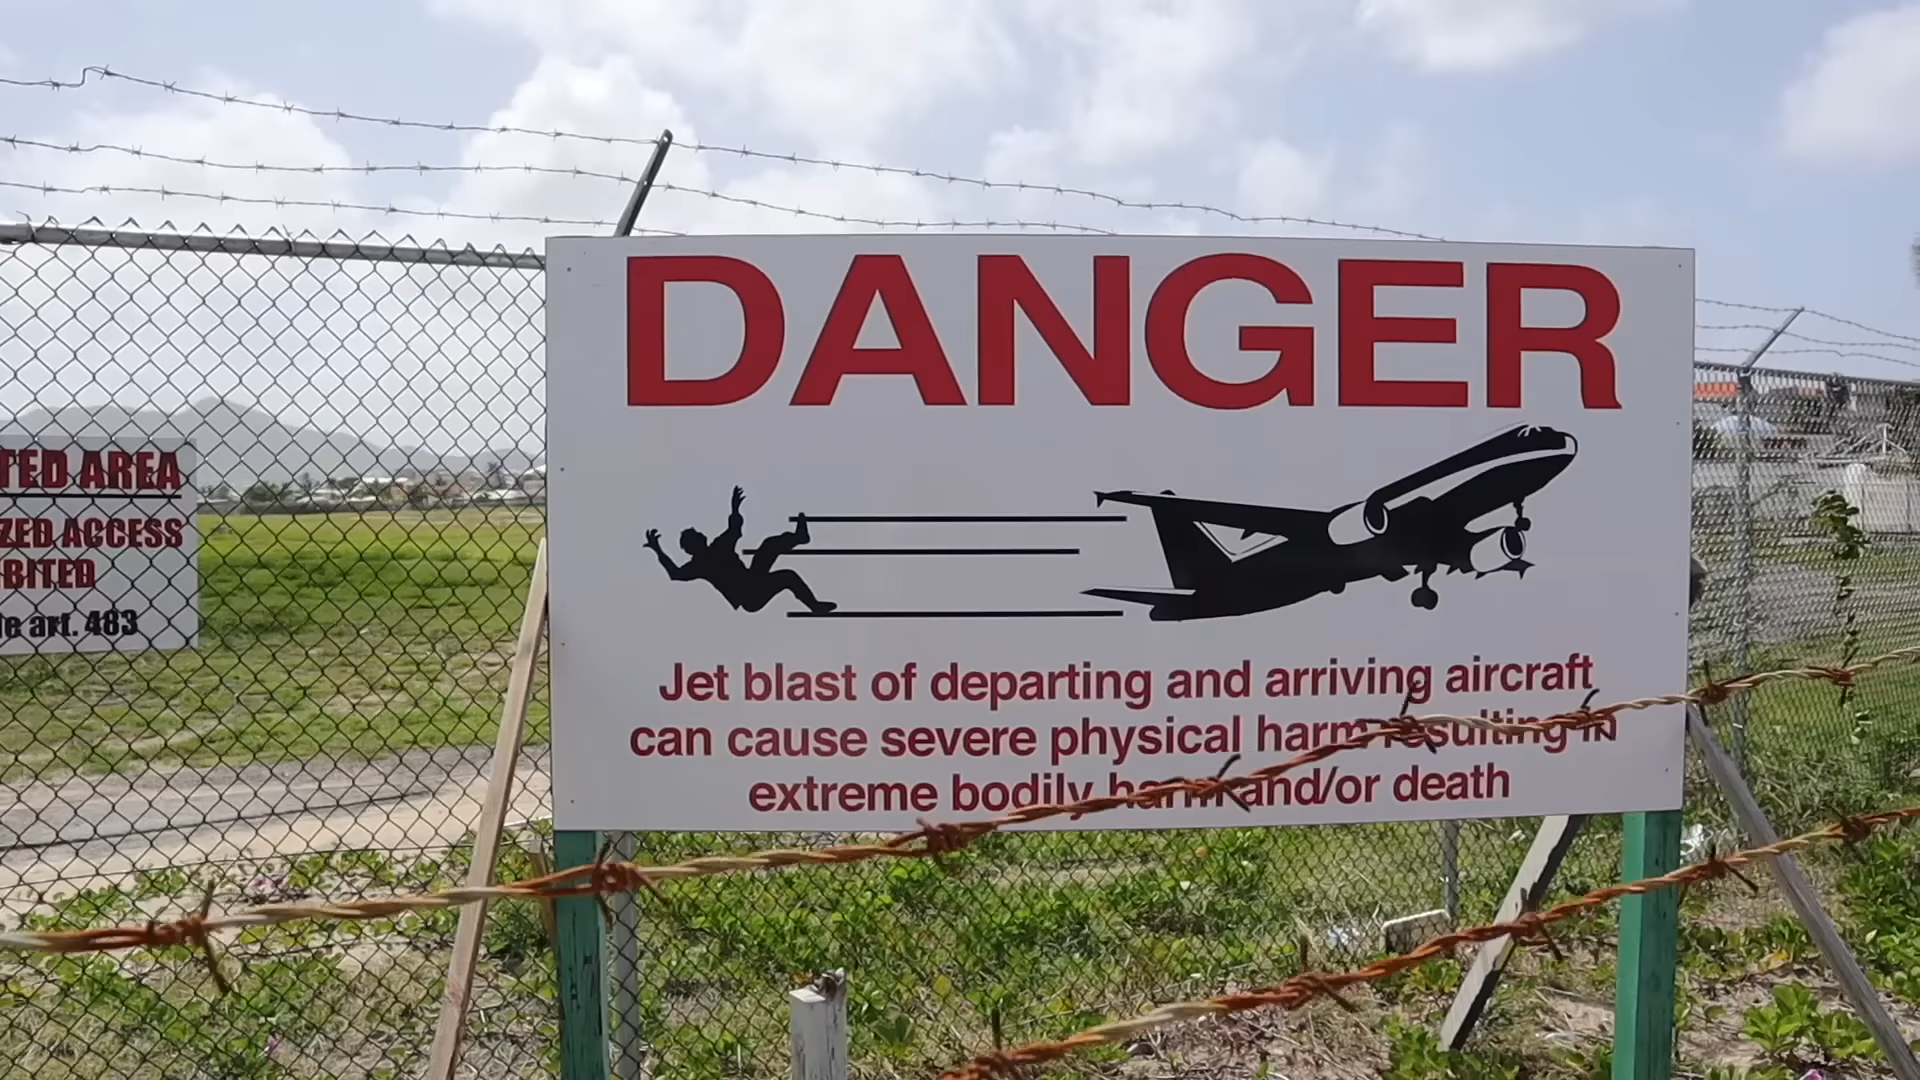 DANGER
Jet blast of departing and arriving aircraft
can cause severe physical harm resulting in
extreme bodily harm and/or death
TED AREA
ZED ACCESS
BITED
art. 483